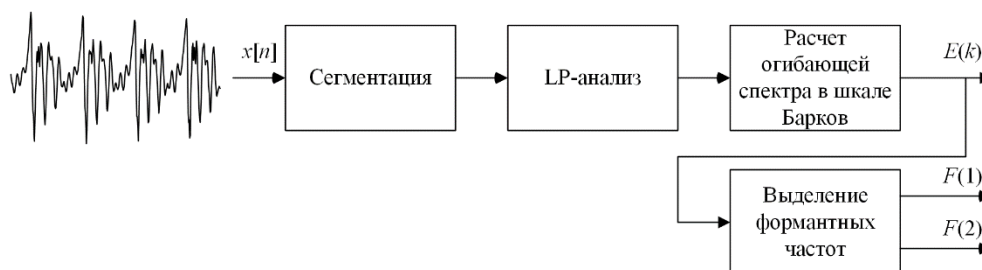 x[n]
Сегментация
LP-анализ
Расчет
огибающей
спектра в шкале
Барков
E(k)
Выделение
формантных
частот
F(1)
F(2)